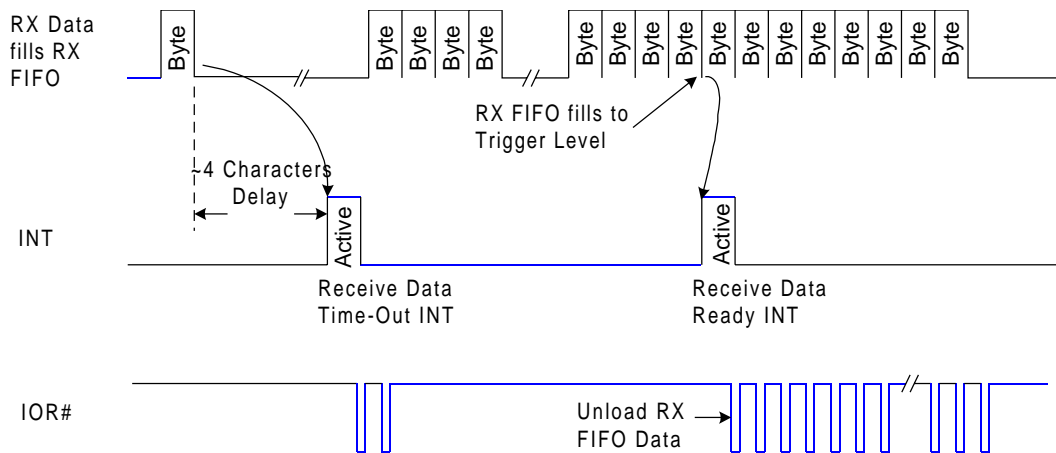 RX Data
fills RX
FIFO
Byte
Byte Byte Byte Byte
Byte Byte Byte Byte Byte Byte Byte Byte Byte Byte Byte Byte
RX FIFO fills to
Trigger Level
~4 Characters
Delay
INT
Active
Active
Receive Data
Time-Out INT
Receive Data
Ready INT
IOR#
Unload RX
FIFO Data